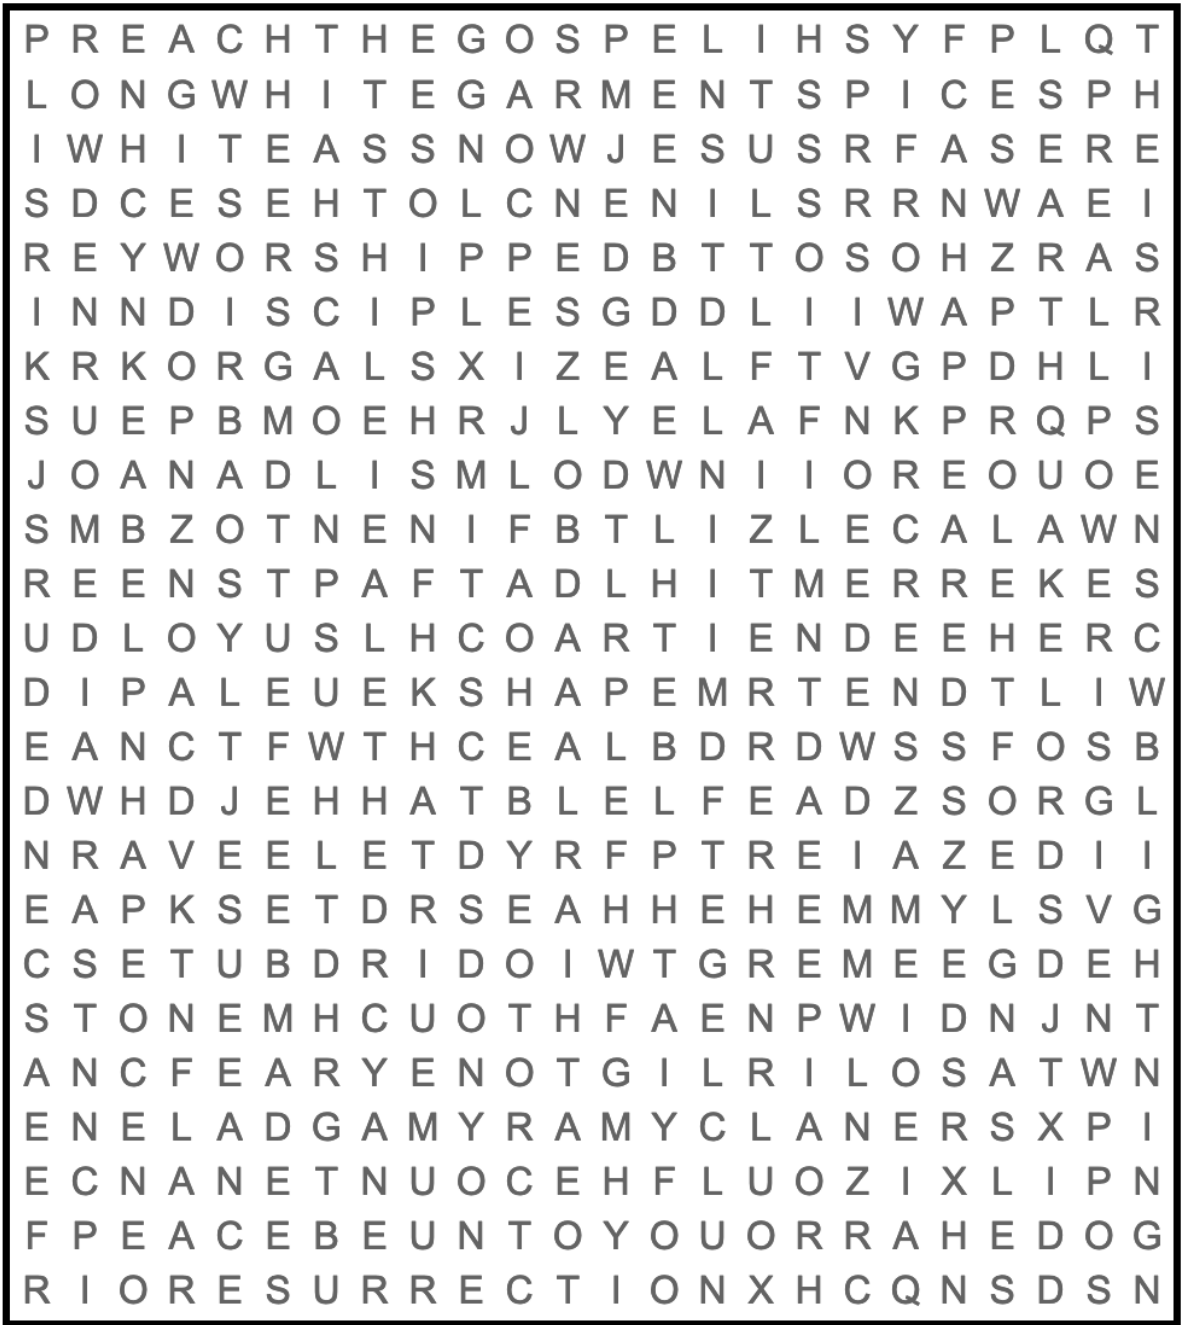 P R E A C H T H E G O S P E L I H S Y F P L Q T
L O N G W H I T E G A R M E N T S P I C E S P H
I W H I T E A S S N O W J E S U S R F A S E R E
S D C E S E H T O L C N E N I L S R R N W A E I
R E Y W O R S H I P P E D B T T O S O H Z R A S
I N N D I S C I P L E S G D D L I I W A P T L R
K R K O R G A L S X I Z E A L F T V G P D H L I
S U E P B M O E H R J L Y E L A F N K P R Q P S
J O A N A D L I S M L O D W N I I O R E O U O E
S M B Z O T N E N I F B T L I Z L E C A L A W N
R E E N S T P A F T A D L H I T M E R R E K E S
U D L O Y U S L H C O A R T I E N D E E H E R C
D I P A L E U E K S H A P E M R T E N D T L I W
E A N C T F W T H C E A L B D R D W S S F O S B
D W H D J E H H A T B L E L F E A D Z S O R G L
N R A V E E L E T D Y R F P T R E I A Z E D I I
E A P K S E T D R S E A H H E H E M M Y L S V G
C S E T U B D R I D O I W T G R E M E E G D E H
S T O N E M H C U O T H F A E N P W I D N J N T
A N C F E A R Y E N O T G I L R I L O S A T W N
E N E L A D G A M Y R A M Y C L A N E R S X P I
E C N A N E T N U O C E H F L U O Z I X L I P N
F P E A C E B E U N T O Y O U O R R A H E D O G
R I O R E S U R R E C T I O N X H C Q N S D S N